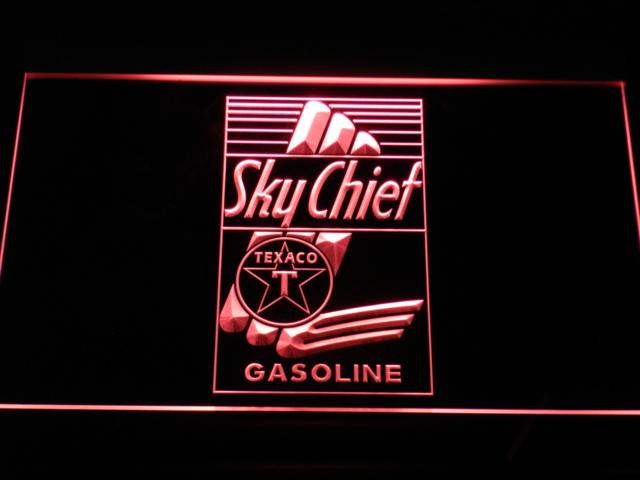 Sky Chief
TEXACO
T
GASOLINE